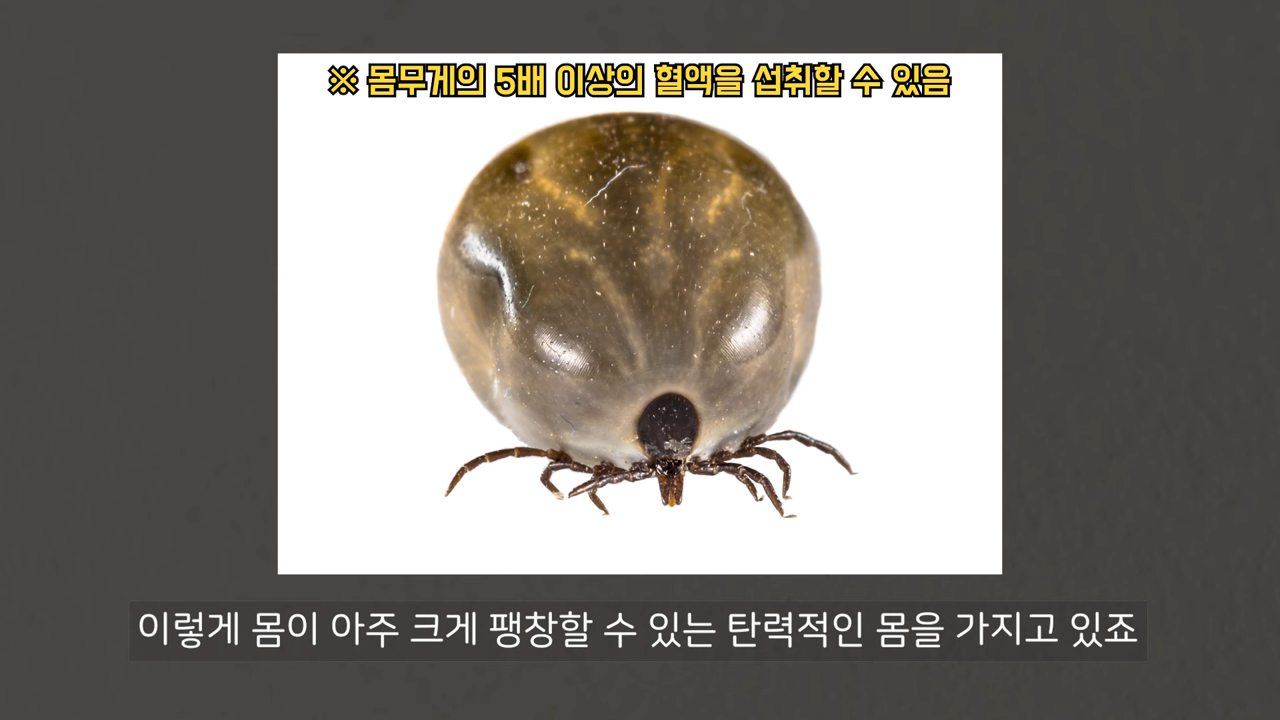 ※ 몸무게의 5배 이상의 혈액을 섭취할 수 있음
이렇게 몸이 아주 크게 팽창할 수 있는 탄력적인 몸을 가지고 있죠